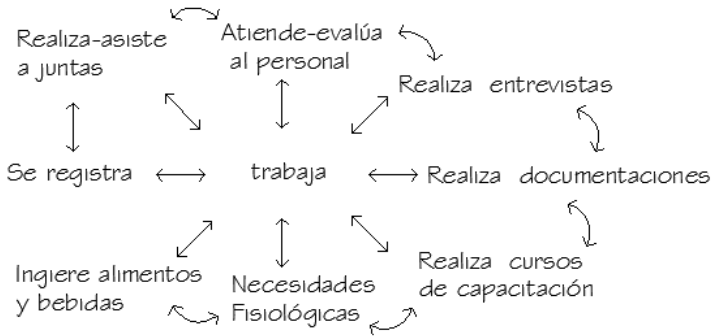 Realiza-asiste
a juntas
Atiende-evalúa
al personal
Realiza entrevistas
Se registra
trabaja
Realiza documentaciones
Ingiere alimentos
y bebidas
Necesidades
Fisiológicas
Realiza cursos
de capacitación